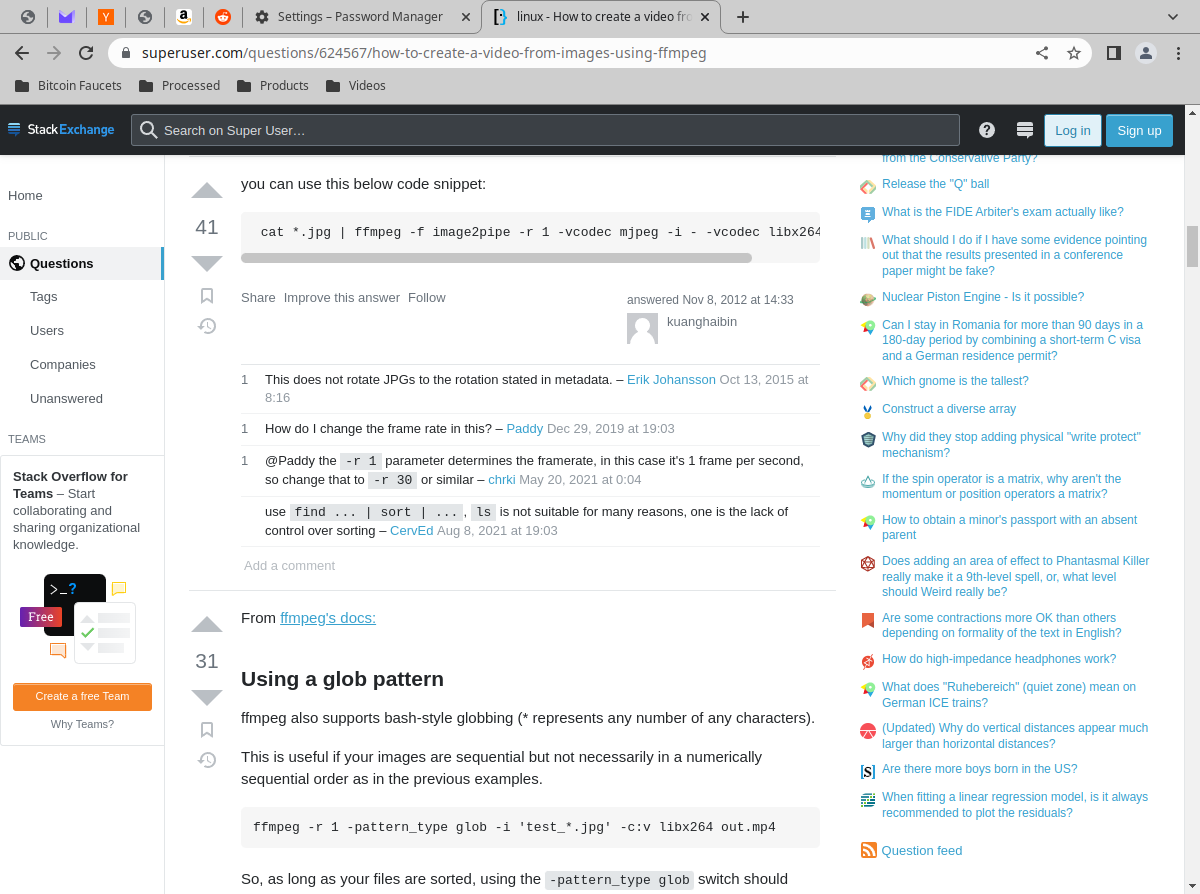 Settings – Password Manager
linux - How to create a video fro
superuser.com/questions/624567/how-to-create-a-video-from-images-using-ffmpeg
Bitcoin Faucets
Processed
Products
Videos
StackExchange
Search on Super User…
Log in
Sign up
Home
PUBLIC
Questions
Tags
Users
Companies
Unanswered
TEAMS
Stack Overflow for
Teams – Start
collaborating and
sharing organizational
knowledge.
>_?
Free
Create a free Team
Why Teams?
you can use this below code snippet:
41
cat *.jpg | ffmpeg -f image2pipe -r 1 -vcodec mjpeg -i - -vcodec libx264
Share Improve this answer Follow
answered Nov 8, 2012 at 14:33
kuanghaibin
1 This does not rotate JPGs to the rotation stated in metadata. – Erik Johansson Oct 13, 2015 at
8:16
1 How do I change the frame rate in this? – Paddy Dec 29, 2019 at 19:03
1 @Paddy the -r 1 parameter determines the framerate, in this case it's 1 frame per second,
so change that to -r 30 or similar – chrki May 20, 2021 at 0:04
use find ... | sort | ..., ls is not suitable for many reasons, one is the lack of
control over sorting – CervEd Aug 8, 2021 at 19:03
Add a comment
31
From ffmpeg's docs:
Using a glob pattern
ffmpeg also supports bash-style globbing (* represents any number of any characters).
This is useful if your images are sequential but not necessarily in a numerically
sequential order as in the previous examples.
ffmpeg -r 1 -pattern_type glob -i 'test_*.jpg' -c:v libx264 out.mp4
So, as long as your files are sorted, using the -pattern_type glob switch should
from the Conservative Party?
Release the "Q" ball
What is the FIDE Arbiter's exam actually like?
What should I do if I have some evidence pointing
out that the results presented in a conference
paper might be fake?
Nuclear Piston Engine - Is it possible?
Can I stay in Romania for more than 90 days in a
180-day period by combining a short-term C visa
and a German residence permit?
Which gnome is the tallest?
Construct a diverse array
Why did they stop adding physical "write protect"
mechanism?
If the spin operator is a matrix, why aren't the
momentum or position operators a matrix?
How to obtain a minor's passport with an absent
parent
Does adding an area of effect to Phantasmal Killer
really make it a 9th-level spell, or, what level
should Weird really be?
Are some contractions more OK than others
depending on formality of the text in English?
How do high-impedance headphones work?
What does "Ruhebereich" (quiet zone) mean on
German ICE trains?
(Updated) Why do vertical distances appear much
larger than horizontal distances?
Are there more boys born in the US?
When fitting a linear regression model, is it always
recommended to plot the residuals?
Question feed